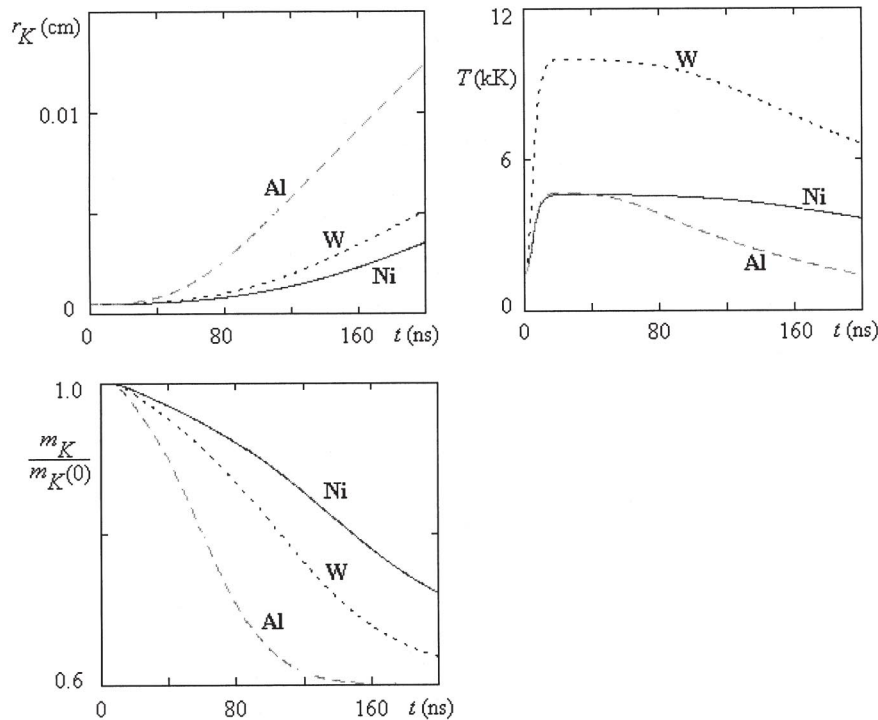 r_K (cm)
0.01
0
Al
W
Ni
0 80 160 t (ns)
12
T (kK)
6
0
W
Ni
Al
0 80 160 t (ns)
1.0
m_K
m_K(0)
0.6
Ni
W
Al
0 80 160 t (ns)